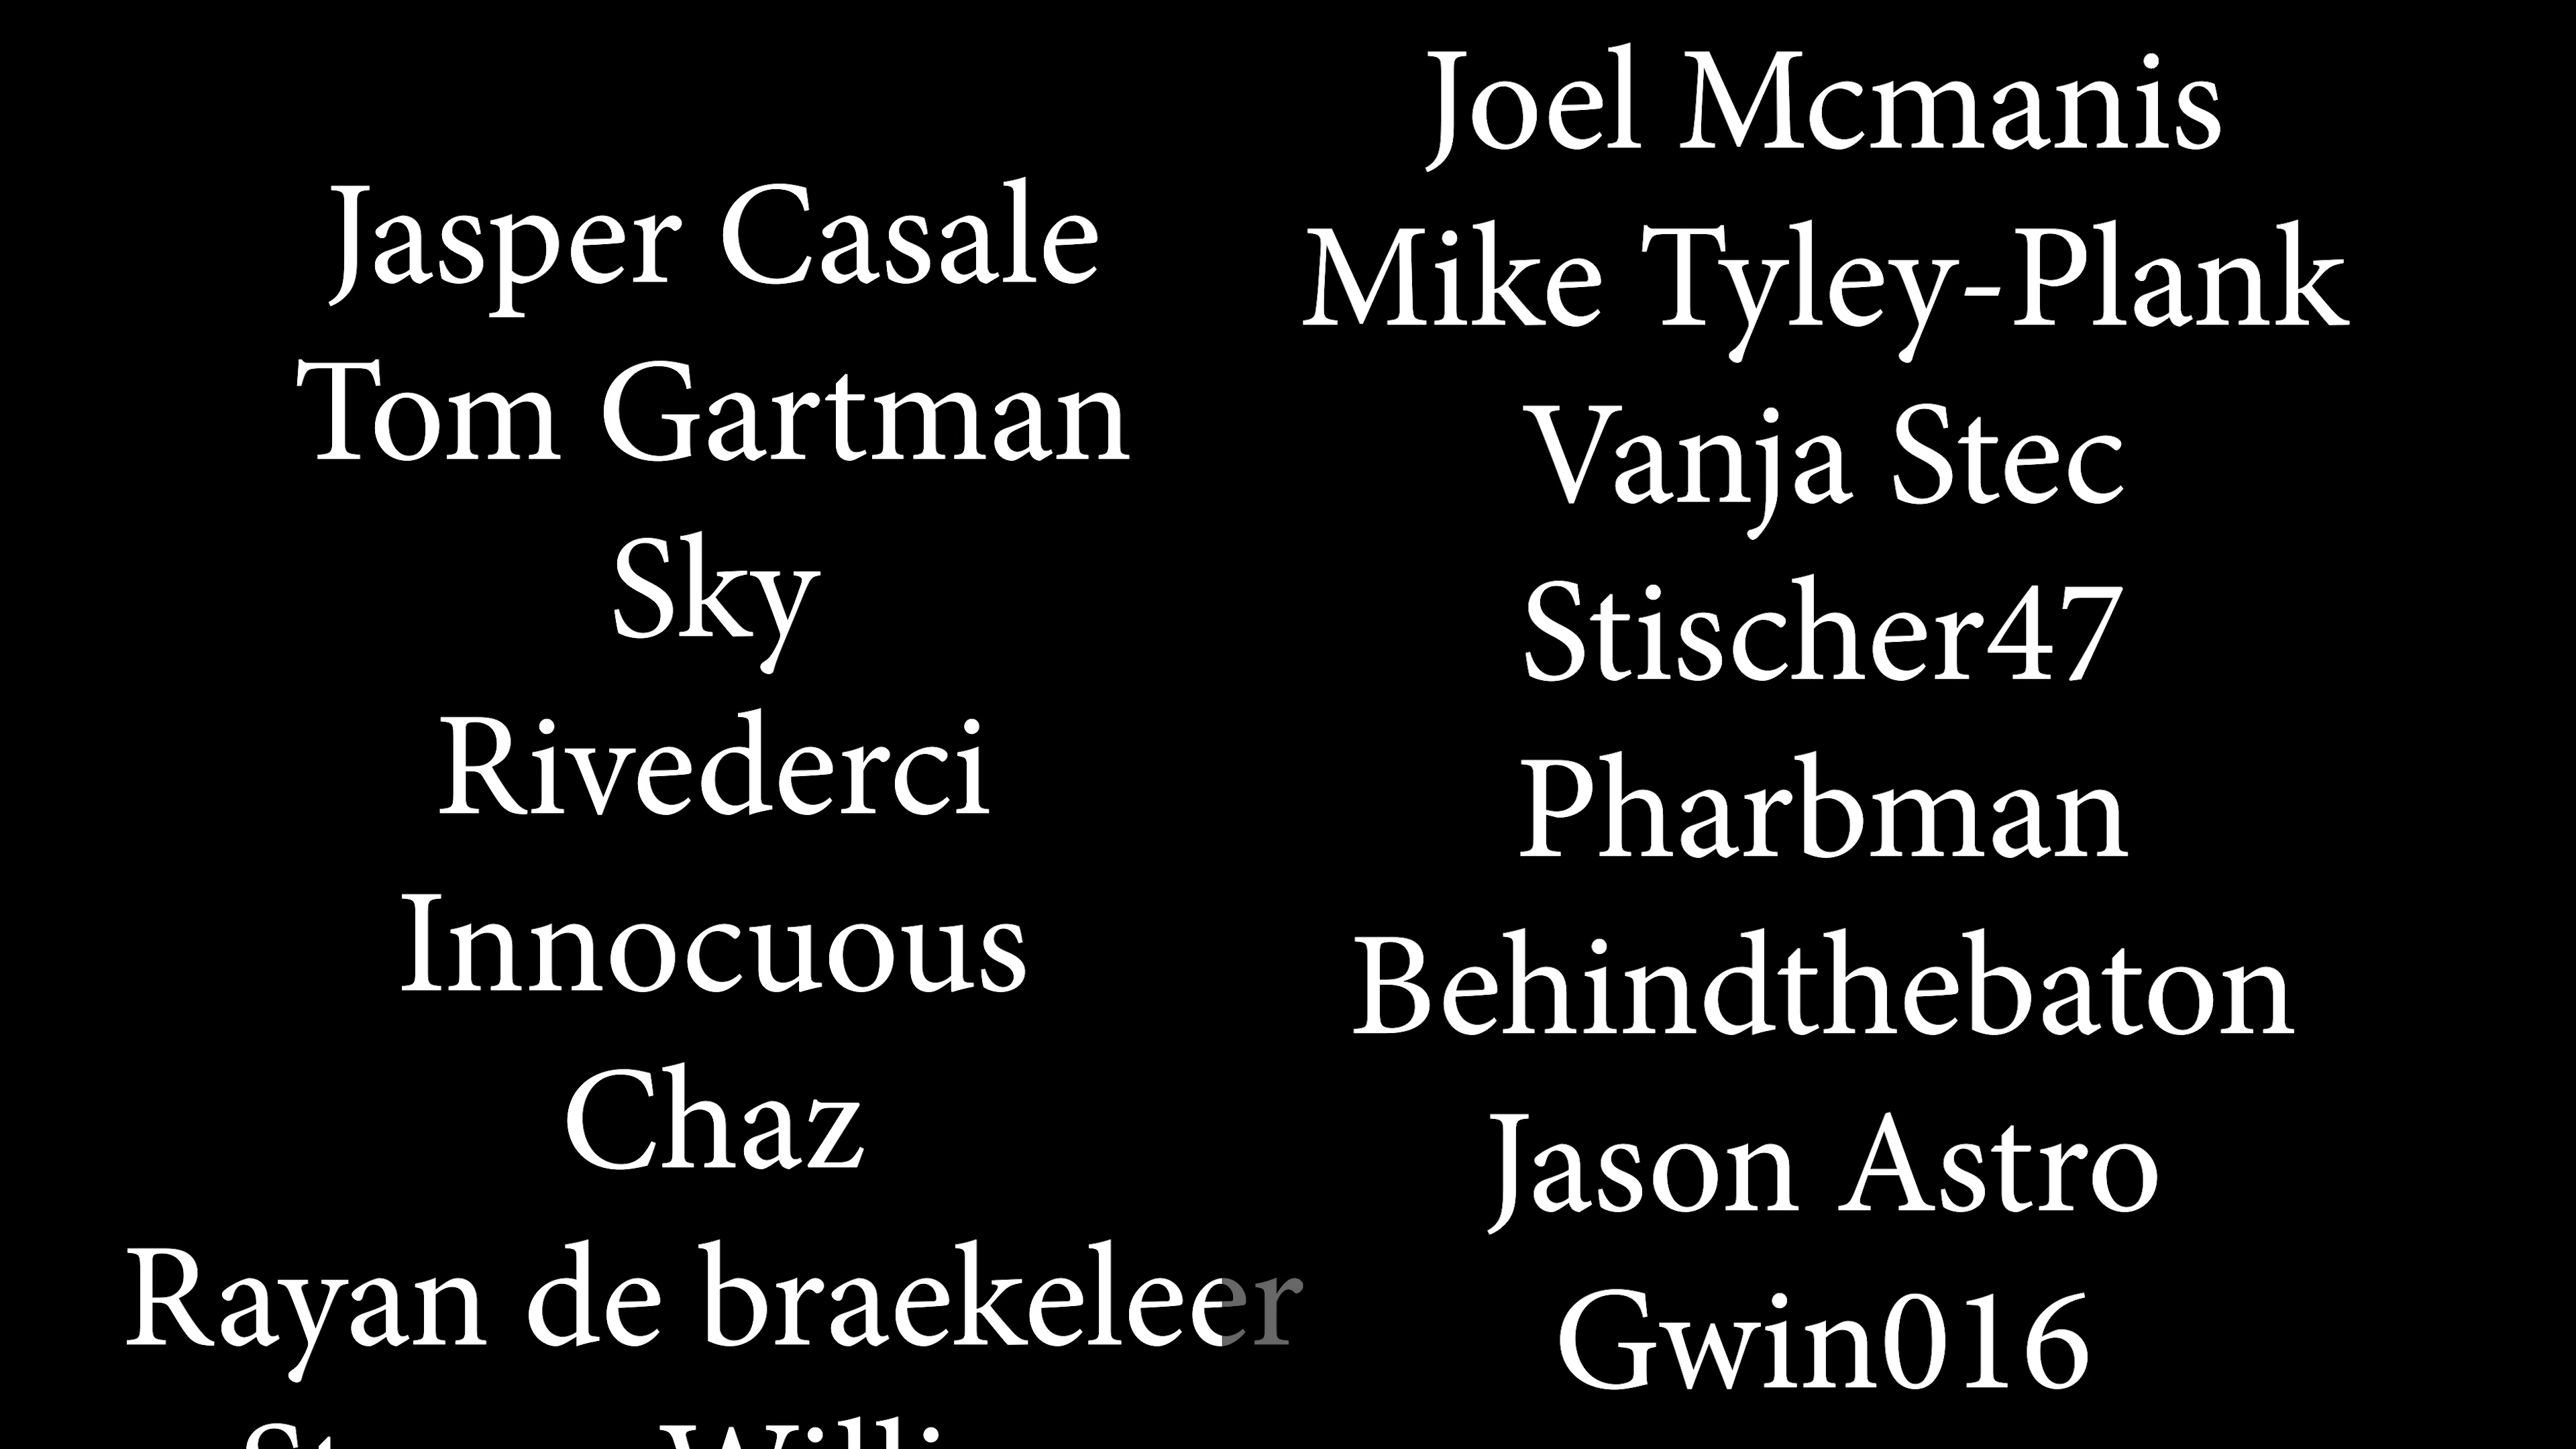 Jasper Casale
Tom Gartman
Sky
Rivederci
Innocuous
Chaz
Rayan de braekeleer
Joel Mcmanis
Mike Tyley-Plank
Vanja Stec
Stischer47
Pharbman
Behindthebaton
Jason Astro
Gwin016